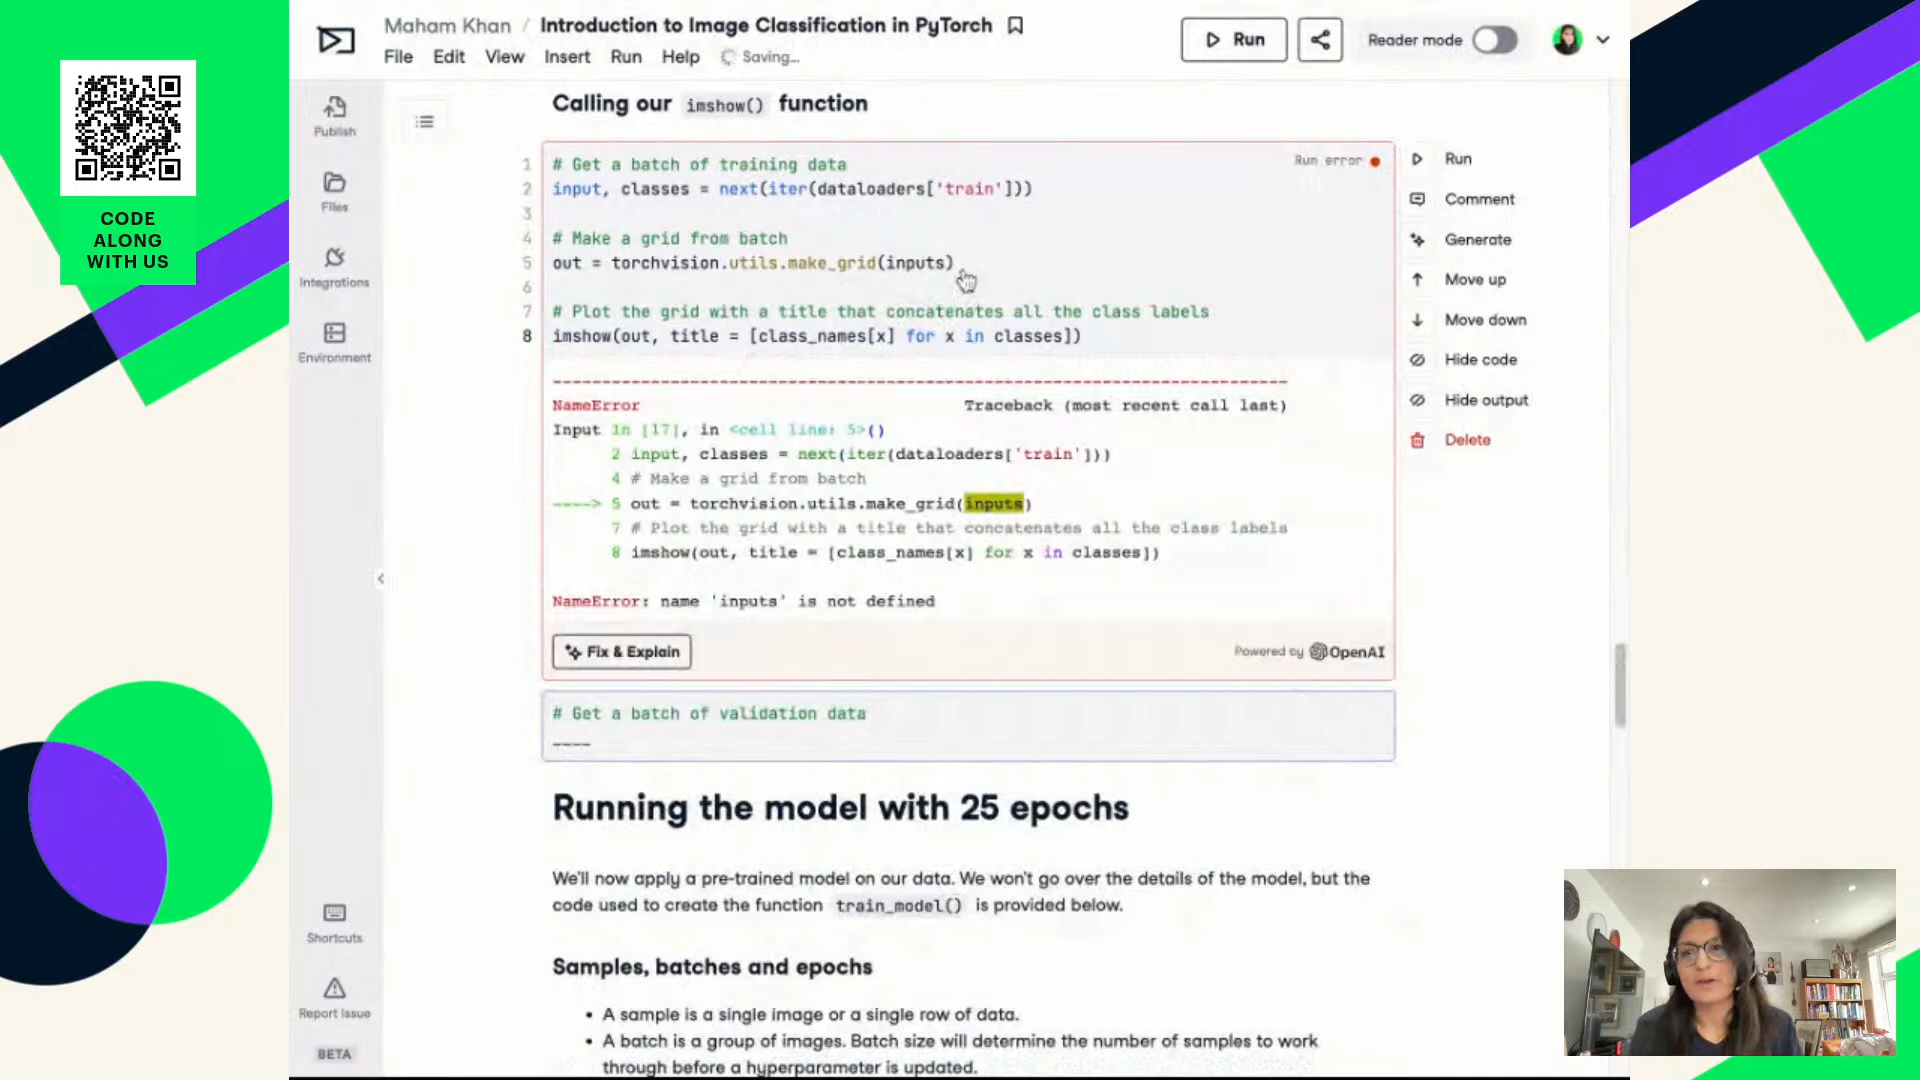 CODE
ALONG
WITH US
Maham Khan / Introduction to Image Classification in PyTorch
File Edit View Insert Run Help Saving...
Run
Reader mode
Publish
Files
Integrations
Environment
Shortcuts
Report Issue
BETA
Calling our imshow() function
Run error
1 # Get a batch of training data
2 input, classes = next(iter(dataloaders['train']))
3
4 # Make a grid from batch
5 out = torchvision.utils.make_grid(inputs)
6
7 # Plot the grid with a title that concatenates all the class labels
8 imshow(out, title = [class_names[x] for x in classes])
--------------------------------------------------------------------------- 
NameError Traceback (most recent call last)
Input In [17], in <cell line: 5>()
2 input, classes = next(iter(dataloaders['train']))
4 # Make a grid from batch
----> 5 out = torchvision.utils.make_grid(inputs)
7 # Plot the grid with a title that concatenates all the class labels
8 imshow(out, title = [class_names[x] for x in classes])
NameError: name 'inputs' is not defined
Fix & Explain
Powered by OpenAI
Run
Comment
Generate
Move up
Move down
Hide code
Hide output
Delete
# Get a batch of validation data
____
Running the model with 25 epochs
We'll now apply a pre-trained model on our data. We won't go over the details of the model, but the
code used to create the function train_model() is provided below.
Samples, batches and epochs
• A sample is a single image or a single row of data.
• A batch is a group of images. Batch size will determine the number of samples to work
through before a hyperparameter is updated.